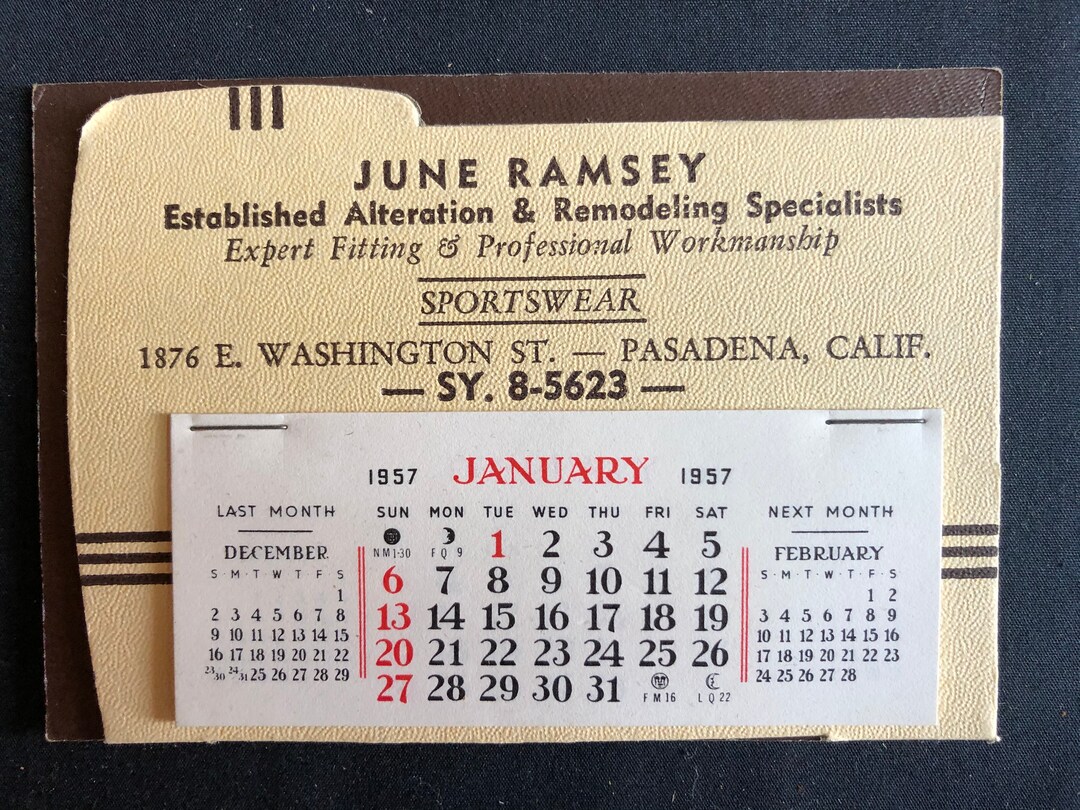 JUNE RAMSEY
Established Alteration & Remodeling Specialists
Expert Fitting & Professional Workmanship
SPORTSWEAR
1876 E. WASHINGTON ST. — PASADENA, CALIF.
— SY. 8-5623 —
1957 JANUARY 1957
LAST MONTH
DECEMBER
S·M·T·W·T·F·S
1
2 3 4 5 6 7 8
9 10 11 12 13 14 15
16 17 18 19 20 21 22
23 30 24 31 25 26 27 28 29
SUN MON TUE WED THU FRI SAT
NM 1-30 FQ 9 1 2 3 4 5
6 7 8 9 10 11 12
13 14 15 16 17 18 19
20 21 22 23 24 25 26
27 28 29 30 31 FM 16 LQ 22
NEXT MONTH
FEBRUARY
S·M·T·W·T·F·S
1 2
3 4 5 6 7 8 9
10 11 12 13 14 15 16
17 18 19 20 21 22 23
24 25 26 27 28